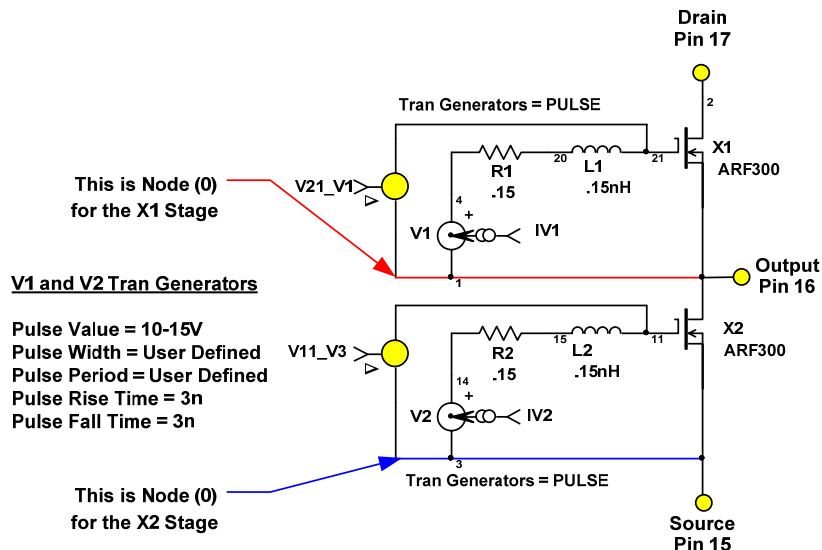 Drain
Pin 17
2
Tran Generators = PULSE
X1
ARF300
R1
.15
20
L1
.15nH
21
This is Node (0)
for the X1 Stage
V21_V1
4
+
V1
IV1
1
Output
Pin 16
V1 and V2 Tran Generators
Pulse Value = 10-15V
Pulse Width = User Defined
Pulse Period = User Defined
Pulse Rise Time = 3n
Pulse Fall Time = 3n
V11_V3
R2
.15
15
L2
.15nH
11
X2
ARF300
14
+
V2
IV2
3
Tran Generators = PULSE
This is Node (0)
for the X2 Stage
Source
Pin 15